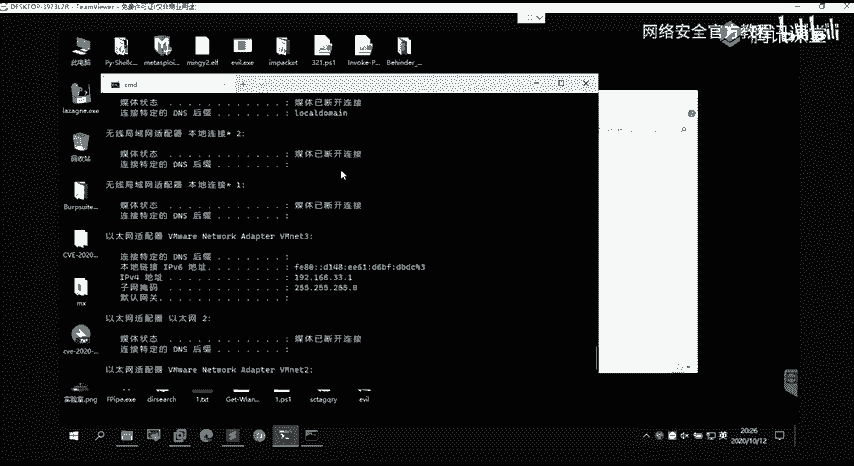 DESKTOP-3973L2R - TeamViewer - 免费许可证(仅非商业用途)
网络安全官方教程
腾讯课堂
bilibili
此电脑
Py-Shellc...
metasploi...
mingy2.elf
evil.exe
impacket
321.ps1
Invoke-P...
Behinder_...
cmd
媒体状态 . . . . . . . . . . . . : 媒体已断开连接
连接特定的 DNS 后缀 . . . . . . . : localdomain
lazagne.exe
无线局域网适配器 本地连接* 2:
回收站
媒体状态 . . . . . . . . . . . . : 媒体已断开连接
连接特定的 DNS 后缀 . . . . . . . :
无线局域网适配器 本地连接* 1:
Burpsuite...
媒体状态 . . . . . . . . . . . . : 媒体已断开连接
连接特定的 DNS 后缀 . . . . . . . :
以太网适配器 VMware Network Adapter VMnet3:
CVE-2020...
连接特定的 DNS 后缀 . . . . . . . :
本地链接 IPv6 地址. . . . . . . . : fe80::d148:ee61:d6bf:dbdc%3
IPv4 地址 . . . . . . . . . . . . : 192.168.33.1
子网掩码 . . . . . . . . . . . . : 255.255.255.0
默认网关. . . . . . . . . . . . . :
mx
以太网适配器 以太网 2:
媒体状态 . . . . . . . . . . . . : 媒体已断开连接
连接特定的 DNS 后缀 . . . . . . . :
cve-2020-...
以太网适配器 VMware Network Adapter VMnet2:
实验室.png
FPipe.exe
dirsearch
1.txt
Get-Wlan...
1.ps1
sctagqry
evil
英
20:26
2020/10/12